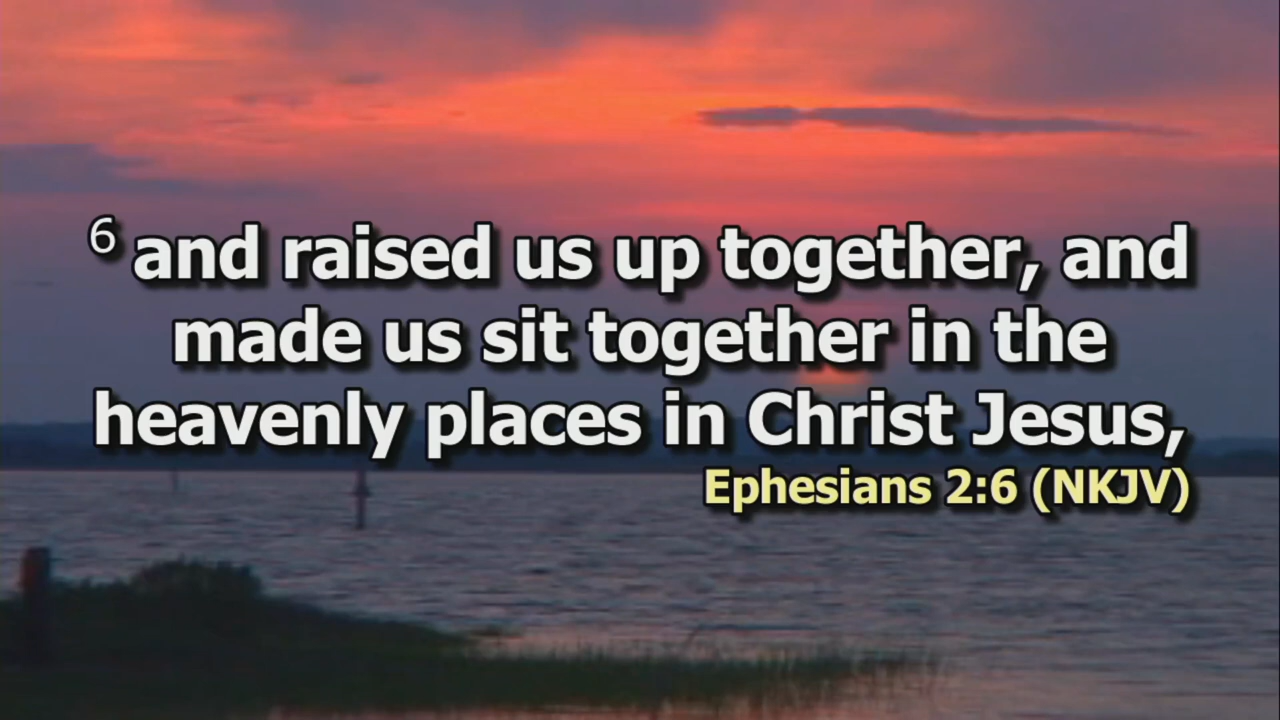 6 and raised us up together, and
made us sit together in the
heavenly places in Christ Jesus,
Ephesians 2:6 (NKJV)